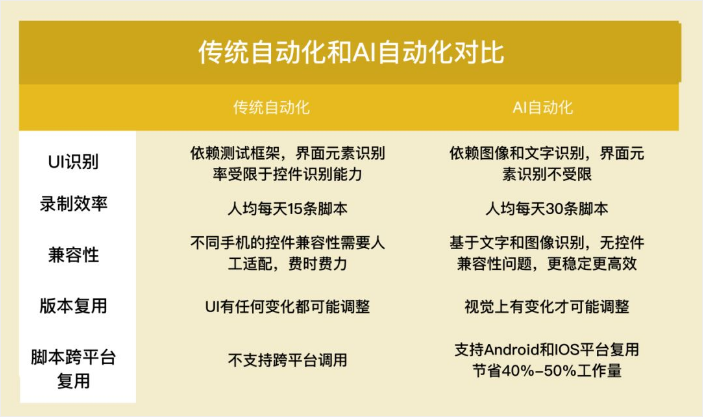 传统自动化和AI自动化对比
传统自动化
AI自动化
UI识别
依赖测试框架，界面元素识别
率受限于控件识别能力
依赖图像和文字识别，界面元
素识别不受限
录制效率
人均每天15条脚本
人均每天30条脚本
兼容性
不同手机的控件兼容性需要人
工适配，费时费力
基于文字和图像识别，无控件
兼容性问题，更稳定更高效
版本复用
UI有任何变化都可能调整
视觉上有变化才可能调整
脚本跨平台
复用
不支持跨平台调用
支持Android和IOS平台复用
节省40%-50%工作量